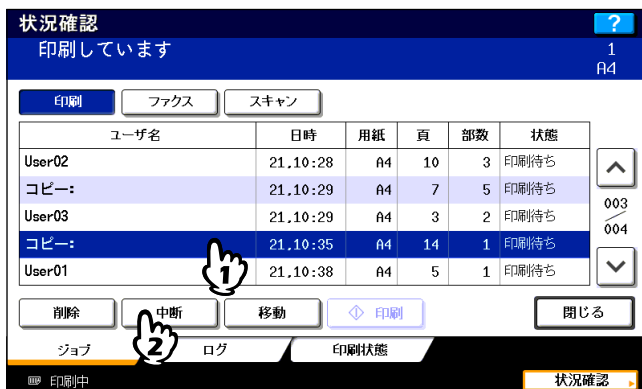 状況確認 ?
印刷しています 1
A4
印刷 ファクス スキャン
ユーザ名 日時 用紙 頁 部数 状態
User02 21,10:28 A4 10 3 印刷待ち
コピー: 21,10:29 A4 7 5 印刷待ち
User03 21,10:29 A4 3 2 印刷待ち
コピー: 21,10:35 A4 14 1 印刷待ち
User01 21,10:38 A4 5 1 印刷待ち
003
004
1
削除 中断 移動 印刷 閉じる
2
ジョブ ログ 印刷状態
印刷中 状況確認